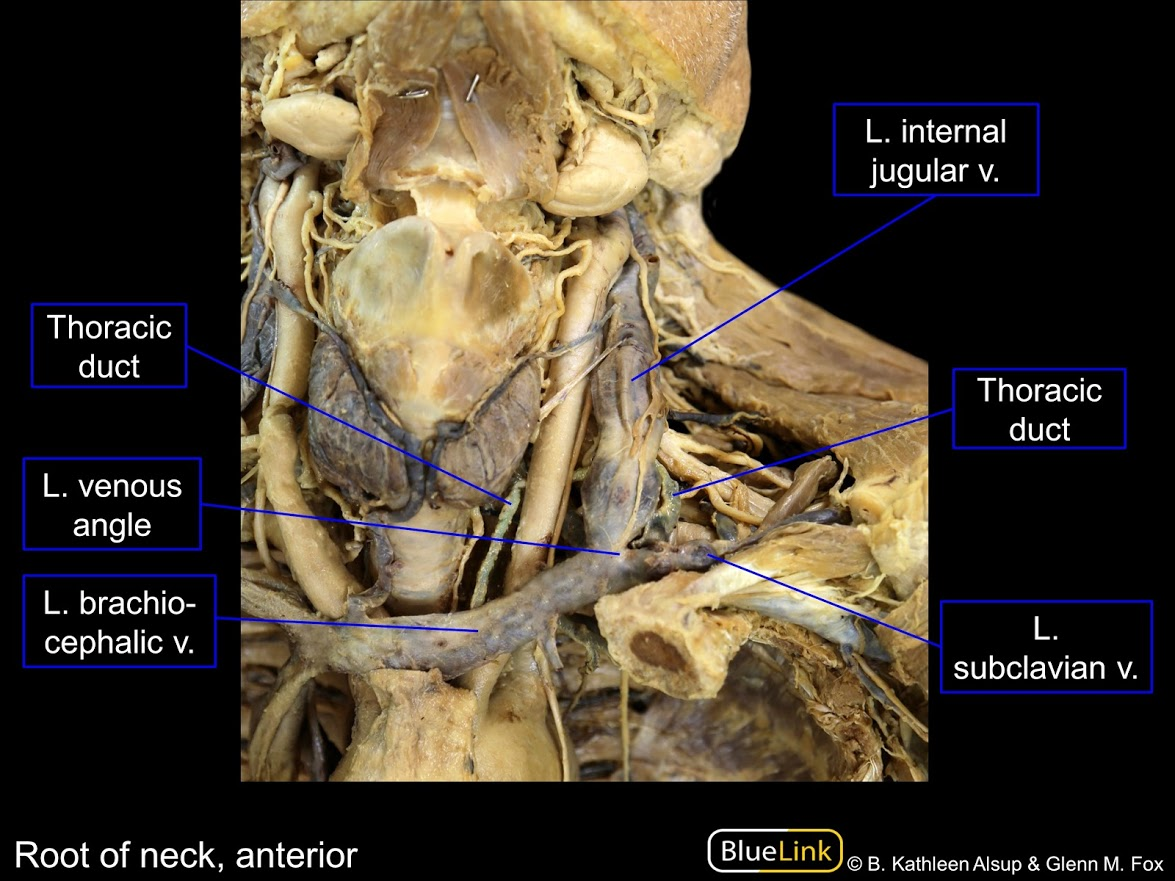 L. internal
jugular v.
Thoracic
duct
Thoracic
duct
L. venous
angle
L. brachio-
cephalic v.
L.
subclavian v.
Root of neck, anterior
BlueLink
© B. Kathleen Alsup & Glenn M. Fox